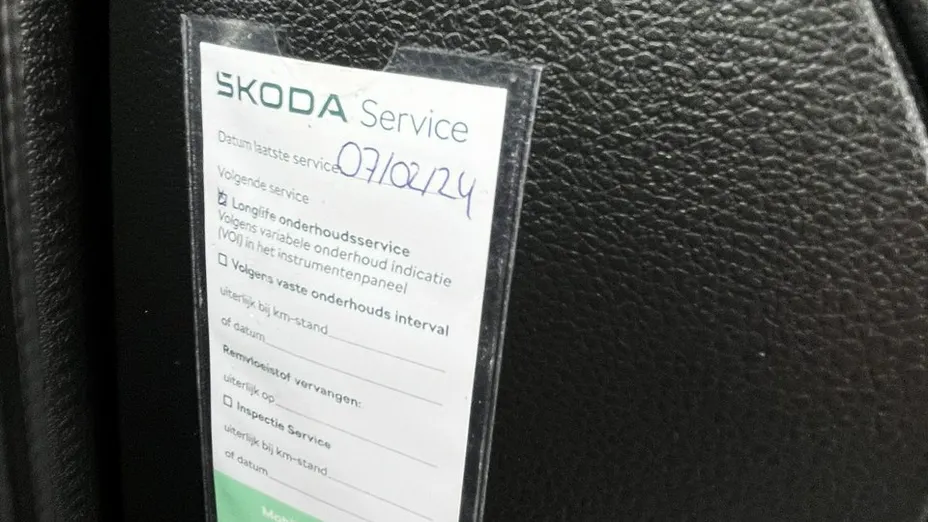 ŠKODA Service
Datum laatste service 07/02/24
Volgende service
Longlife onderhoudsservice
Volgens variabele onderhoud indicatie
(VOI) in het instrumentenpaneel
Volgens vaste onderhouds interval
uiterlijk bij km-stand
of datum
Remvloeistof vervangen:
uiterlijk op
Inspectie Service
uiterlijk bij km-stand
of datum